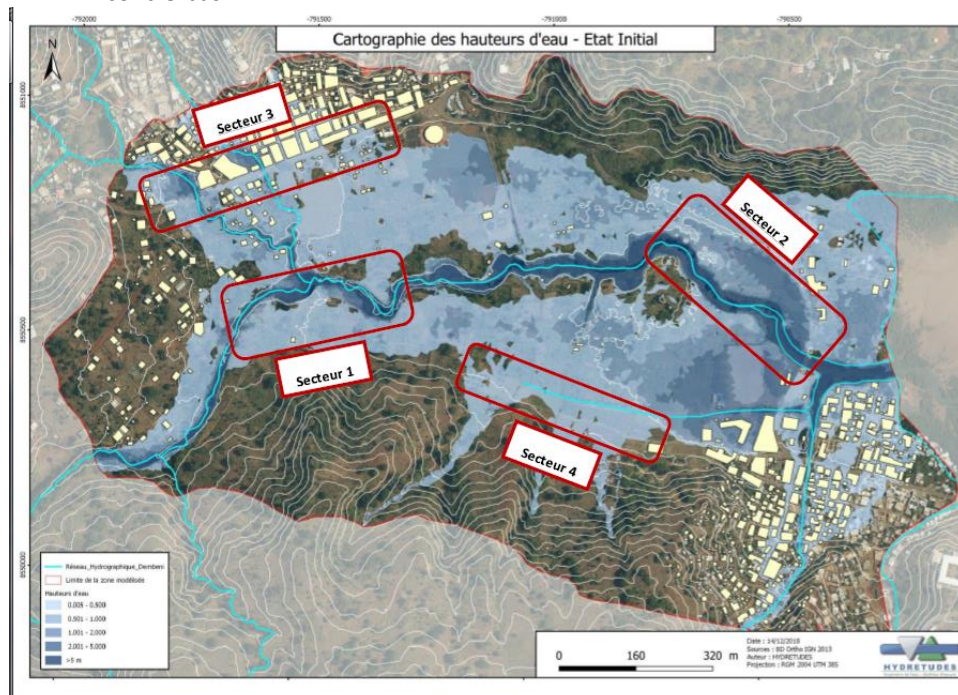 -792000 -791500 -791000 -790500
Cartographie des hauteurs d'eau - Etat Initial
N
8551000
Secteur 3
Secteur 2
8550500
Secteur 1
Secteur 4
8550000
Réseau_Hydrographique_Dembeni
Limite de la zone modélisée
Hauteurs d'eau
0.005 - 0.500
0.501 - 1.000
1.001 - 2.000
2.001 - 5.000
>5 m
0 160 320 m
Date : 14/12/2018
Sources : BD Ortho IGN 2013
Auteur : HYDRETUDES
Projection : RGM 2004 UTM 38S
HYDRETUDES